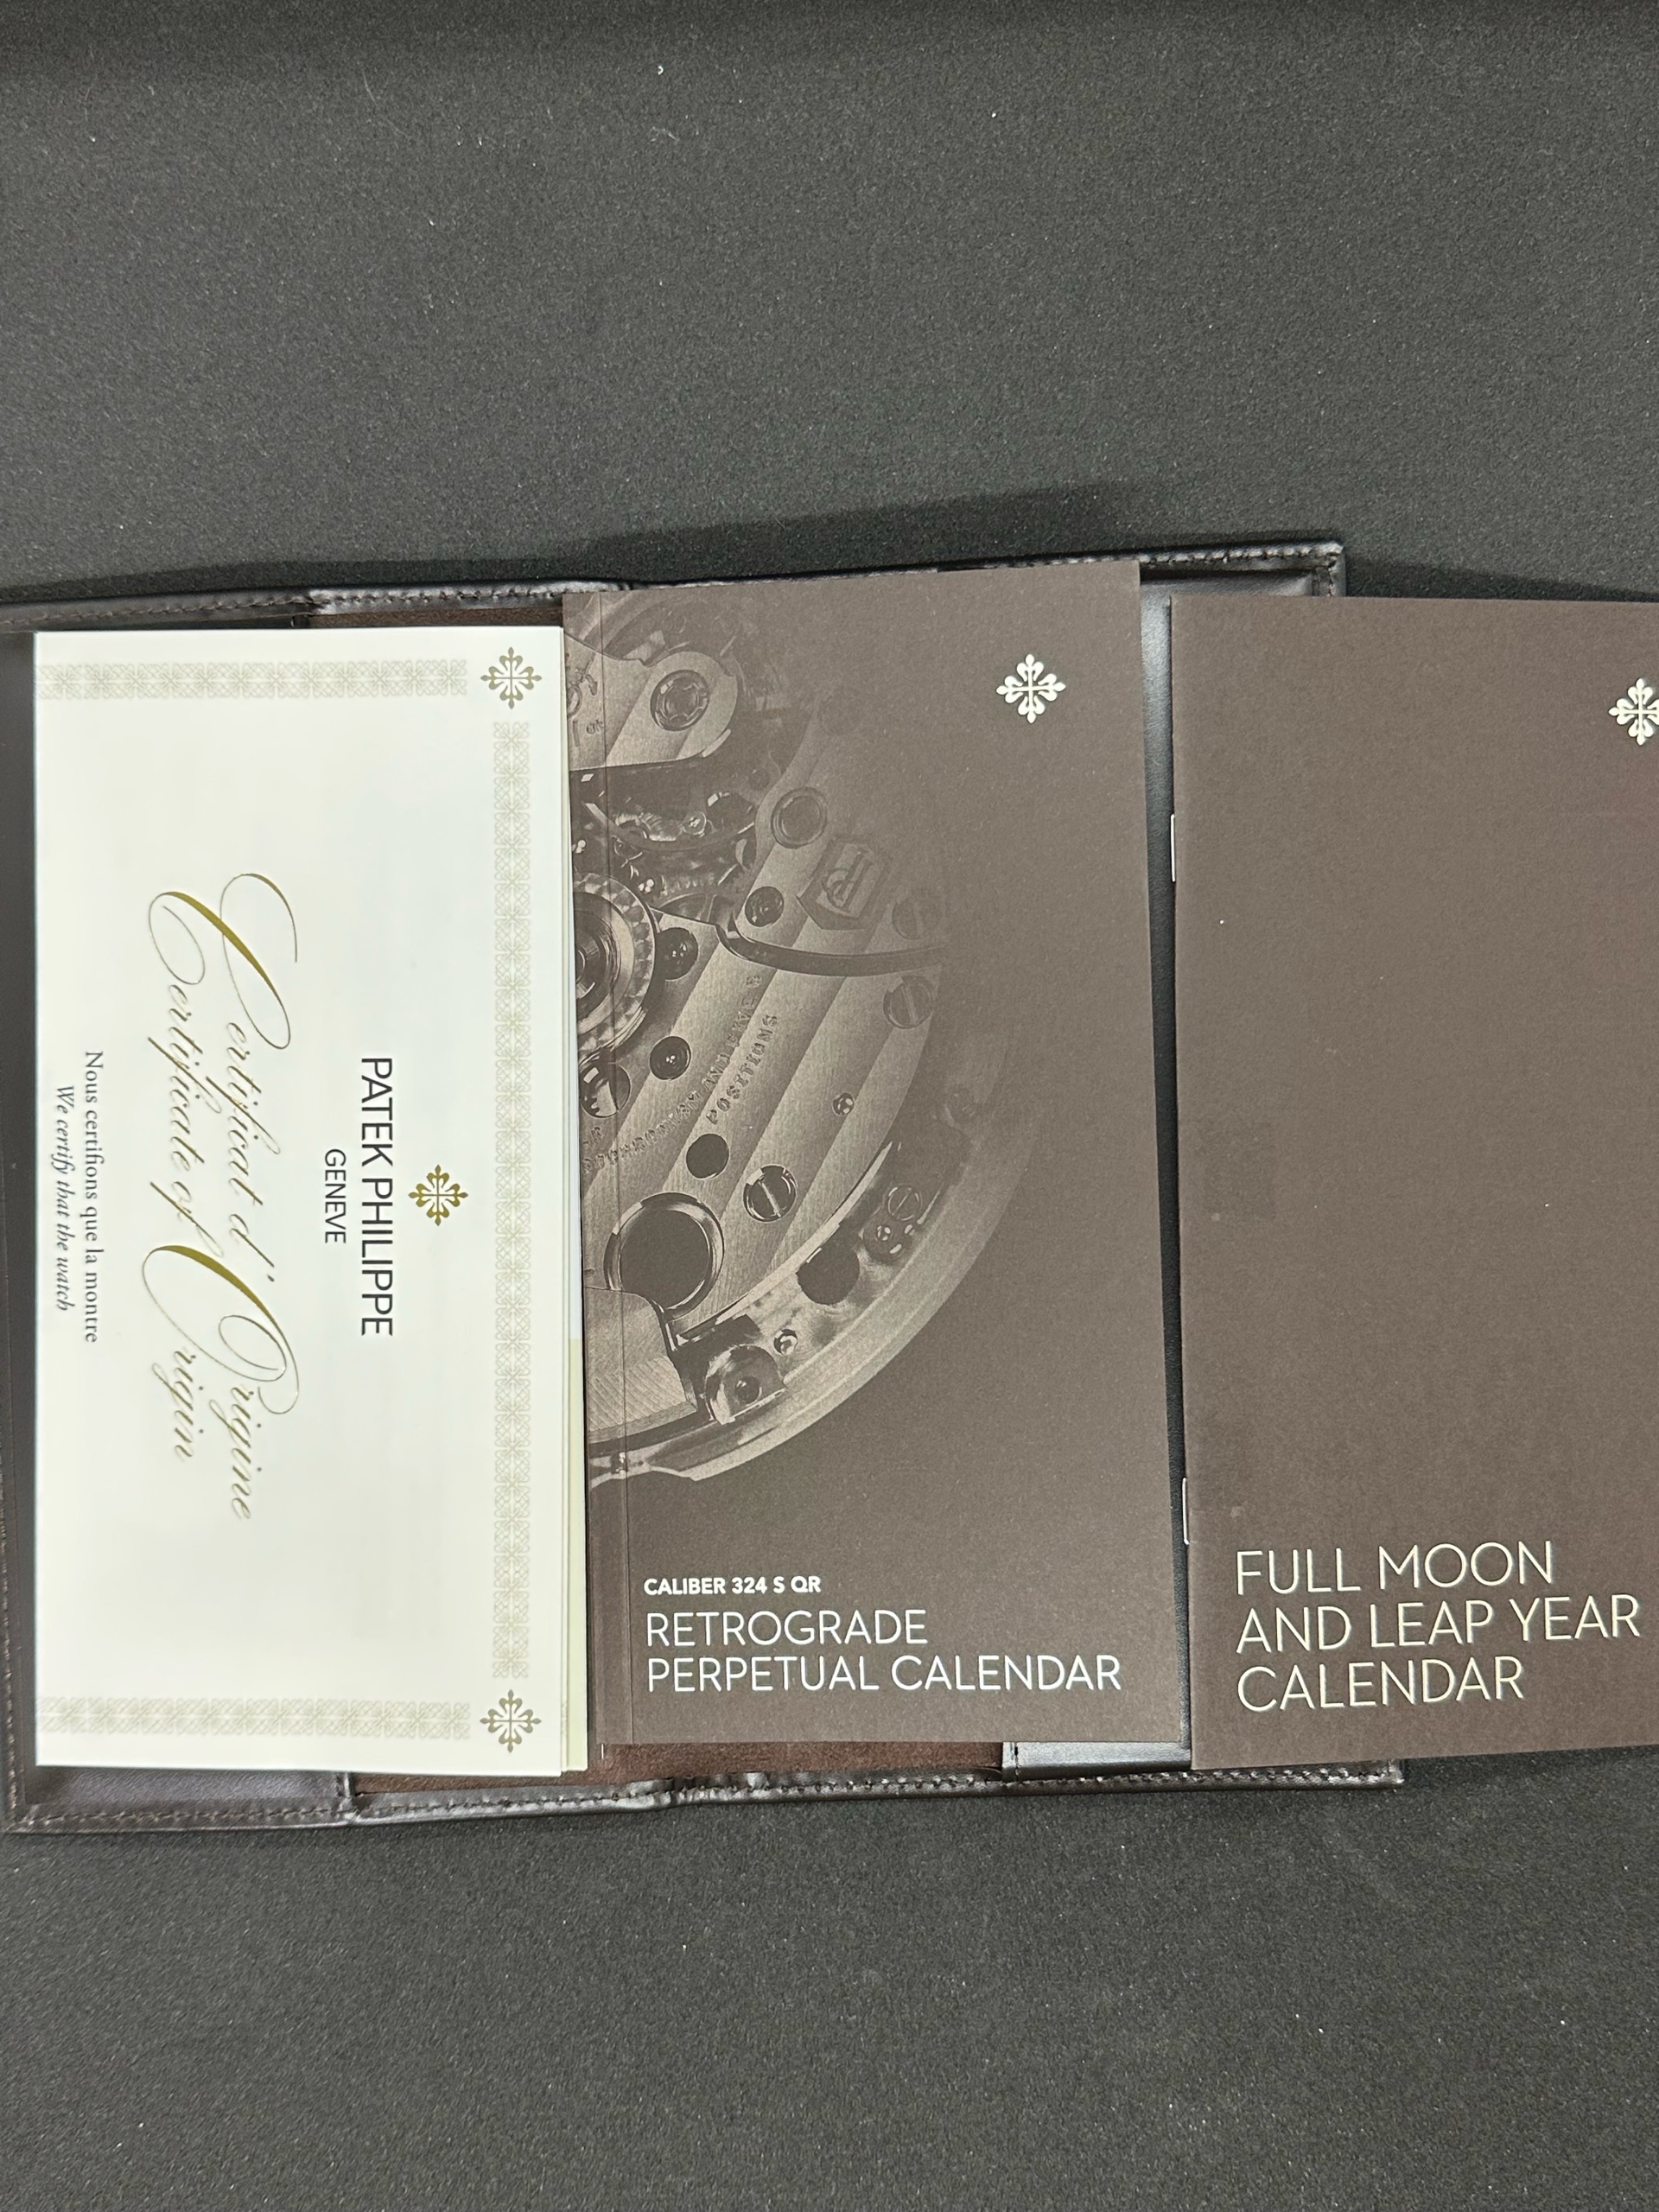 PATEK PHILIPPE
GENEVE
Certificat d'Origine
Certificate of Origin
Nous certifions que la montre
We certify that the watch
POSITIONS
CALIBER 324 S QR
RETROGRADE
PERPETUAL CALENDAR
FULL MOON
AND LEAP YEAR
CALENDAR